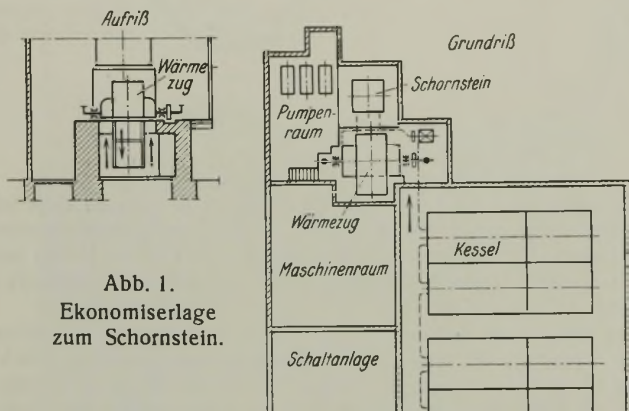 Aufriß
Wärme
zug
Abb. 1.
Ekonomiserlage
zum Schornstein.
Grundriß
Schornstein
Pumpen-
raum
Wärmezug
Maschinenraum
Kessel
Schaltanlage